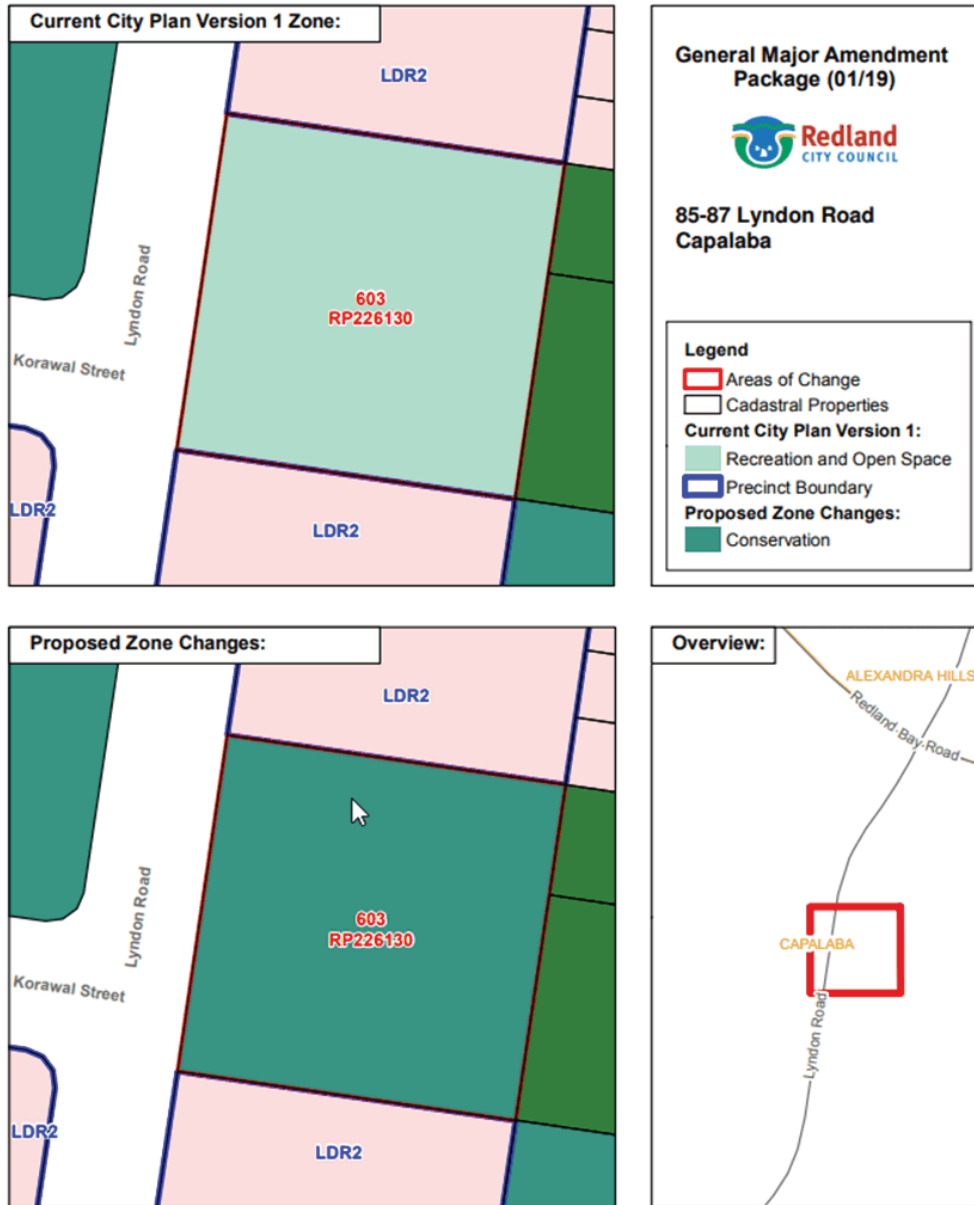 Current City Plan Version 1 Zone:
LDR2
Lyndon Road
603
RP226130
Korawal Street
LDR2
LDR2
General Major Amendment
Package (01/19)
Redland
CITY COUNCIL
85-87 Lyndon Road
Capalaba
Legend
Areas of Change
Cadastral Properties
Current City Plan Version 1:
Recreation and Open Space
Precinct Boundary
Proposed Zone Changes:
Conservation
Proposed Zone Changes:
LDR2
Lyndon Road
603
RP226130
Korawal Street
LDR2
LDR2
Overview:
ALEXANDRA HILLS
Redland Bay Road
CAPALABA
Lyndon Road